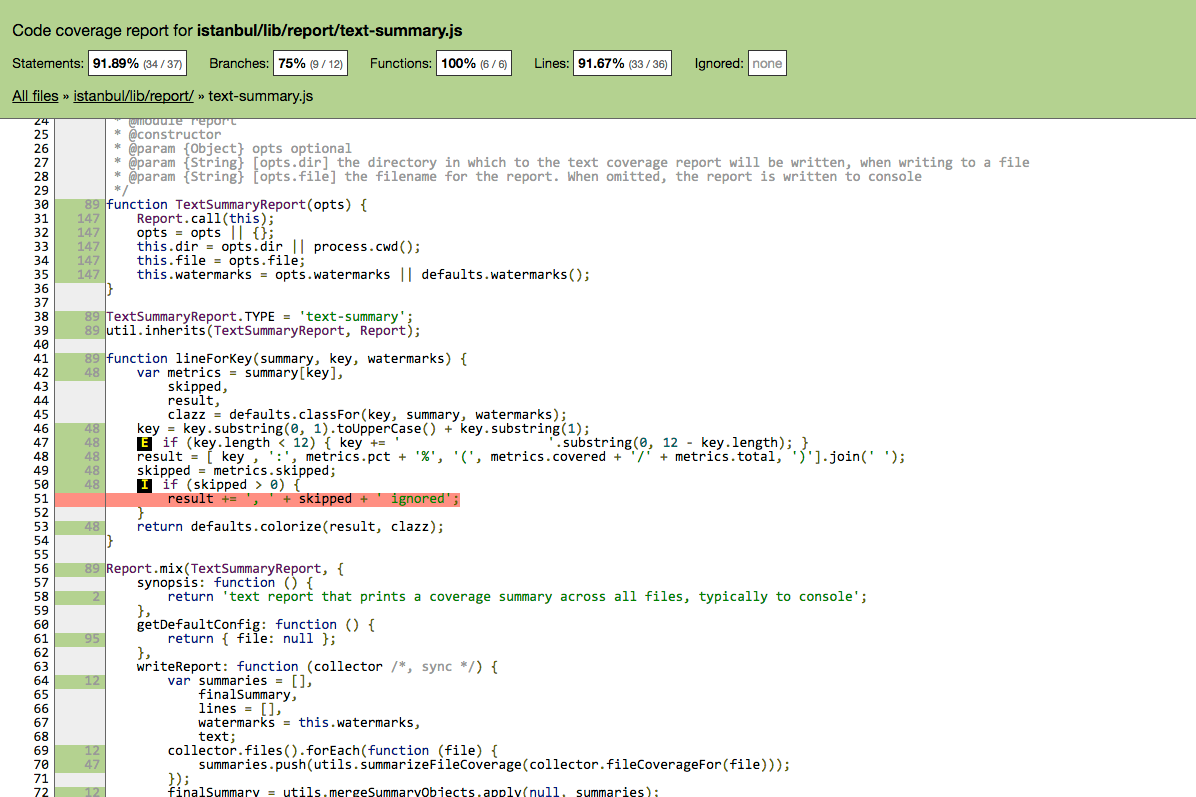 Code coverage report for istanbul/lib/report/text-summary.js
Statements: 91.89% (34 / 37) Branches: 75% (9 / 12) Functions: 100% (6 / 6) Lines: 91.67% (33 / 36) Ignored: none
All files » istanbul/lib/report/ » text-summary.js
24 * @module report
25 * @constructor
26 * @param {Object} opts optional
27 * @param {String} [opts.dir] the directory in which to the text coverage report will be written, when writing to a file
28 * @param {String} [opts.file] the filename for the report. When omitted, the report is written to console
29 */
30 89 function TextSummaryReport(opts) {
31 147 Report.call(this);
32 147 opts = opts || {};
33 147 this.dir = opts.dir || process.cwd();
34 147 this.file = opts.file;
35 147 this.watermarks = opts.watermarks || defaults.watermarks();
36 }
37
38 89 TextSummaryReport.TYPE = 'text-summary';
39 89 util.inherits(TextSummaryReport, Report);
40
41 89 function lineForKey(summary, key, watermarks) {
42 48 var metrics = summary[key],
43 skipped,
44 result,
45 clazz = defaults.classFor(key, summary, watermarks);
46 48 key = key.substring(0, 1).toUpperCase() + key.substring(1);
47 48 E if (key.length < 12) { key += '                   '.substring(0, 12 - key.length); }
48 48 result = [ key , ':', metrics.pct + '%', '(', metrics.covered + '/' + metrics.total, ')'].join(' ');
49 48 skipped = metrics.skipped;
50 48 I if (skipped > 0) {
51 result += ', ' + skipped + ' ignored';
52 }
53 48 return defaults.colorize(result, clazz);
54 }
55
56 89 Report.mix(TextSummaryReport, {
57 synopsis: function () {
58 2 return 'text report that prints a coverage summary across all files, typically to console';
59 },
60 getDefaultConfig: function () {
61 95 return { file: null };
62 },
63 writeReport: function (collector /*, sync */) {
64 12 var summaries = [],
65 finalSummary,
66 lines = [],
67 watermarks = this.watermarks,
68 text;
69 12 collector.files().forEach(function (file) {
70 47 summaries.push(utils.summarizeFileCoverage(collector.fileCoverageFor(file)));
71 });
72 12 finalSummary = utils.mergeSummaryObjects.apply(null, summaries);